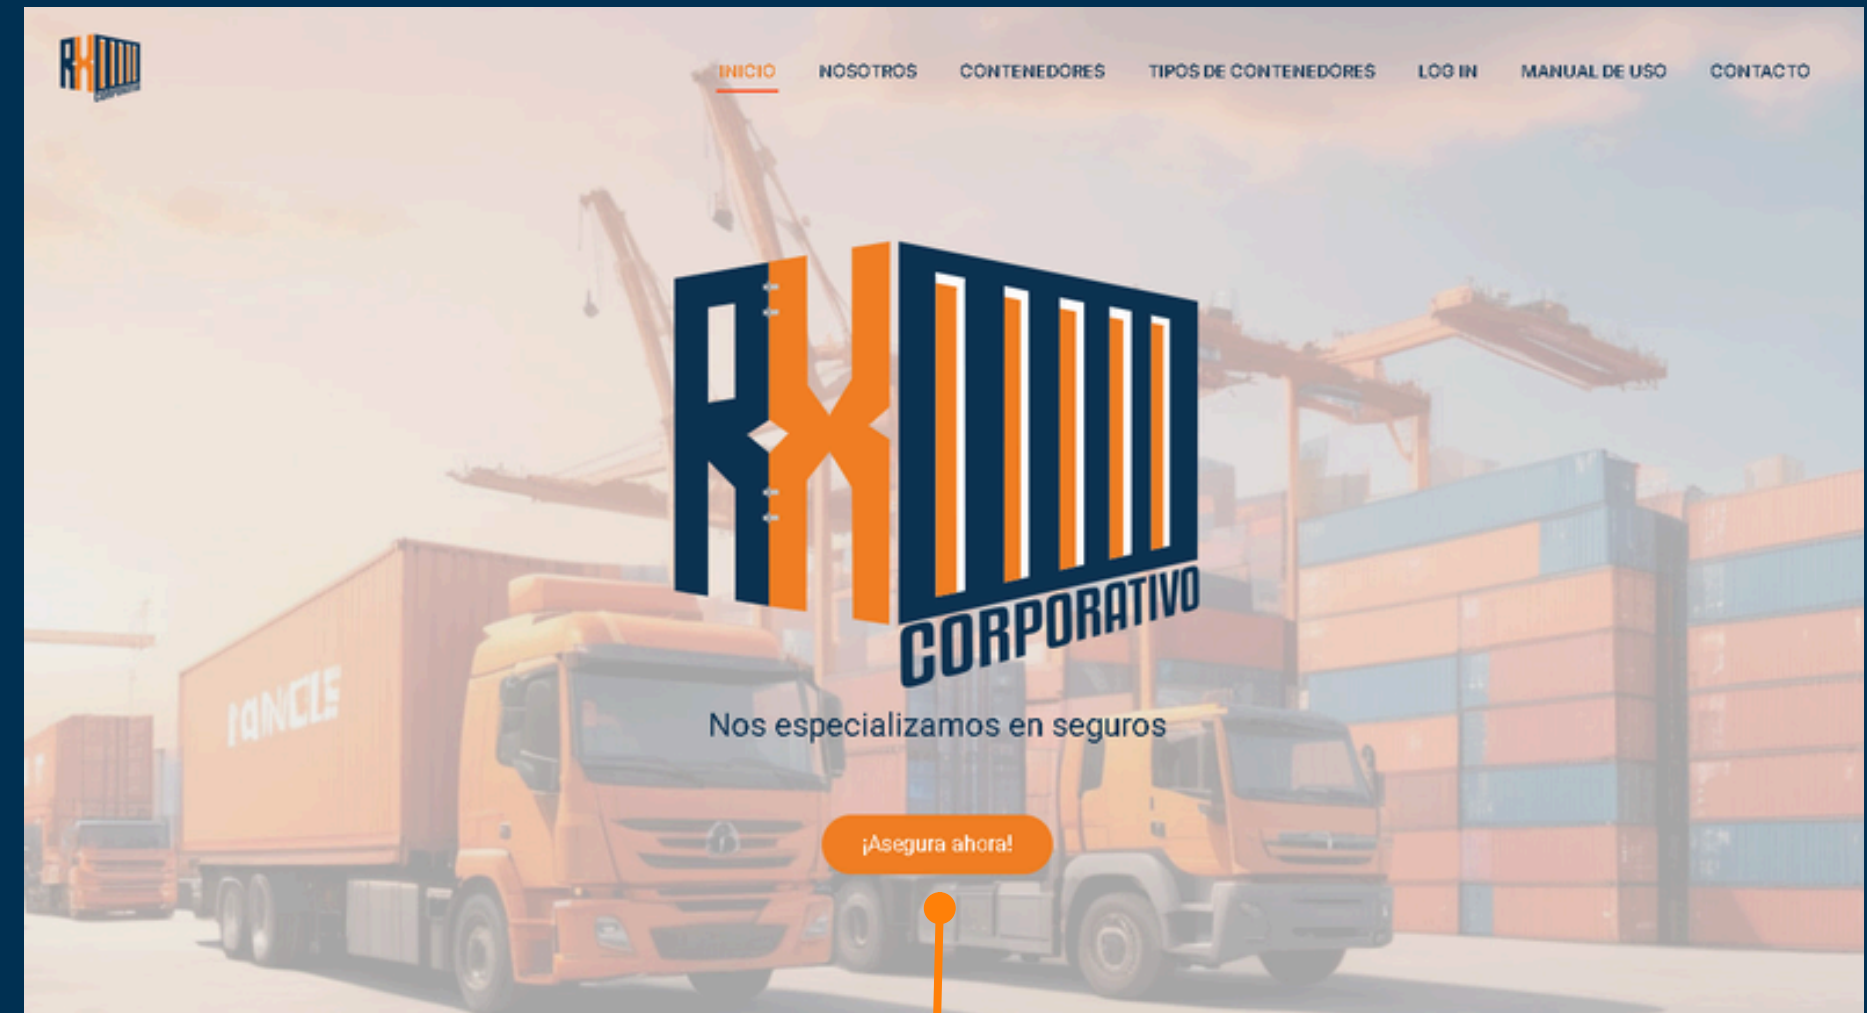 RX
CORPORATIVO
INICIO NOSOTROS CONTENEDORES TIPOS DE CONTENEDORES LOG IN MANUAL DE USO CONTACTO
RX
CORPORATIVO
Nos especializamos en seguros
¡Asegura ahora!